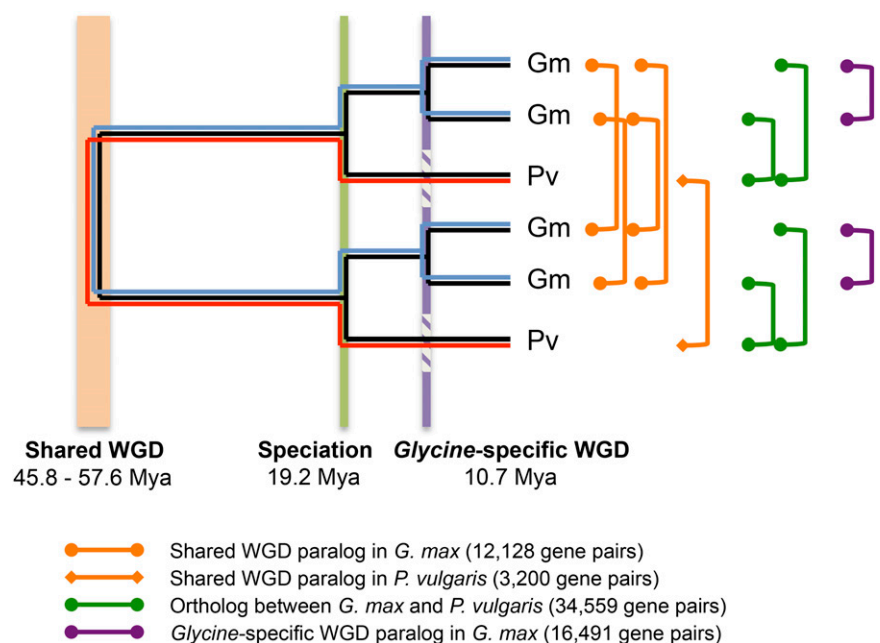 Gm
Gm
Pv
Gm
Gm
Pv
Shared WGD Speciation Glycine-specific WGD
45.8 - 57.6 Mya 19.2 Mya 10.7 Mya
Shared WGD paralog in G. max (12,128 gene pairs)
Shared WGD paralog in P. vulgaris (3,200 gene pairs)
Ortholog between G. max and P. vulgaris (34,559 gene pairs)
Glycine-specific WGD paralog in G. max (16,491 gene pairs)